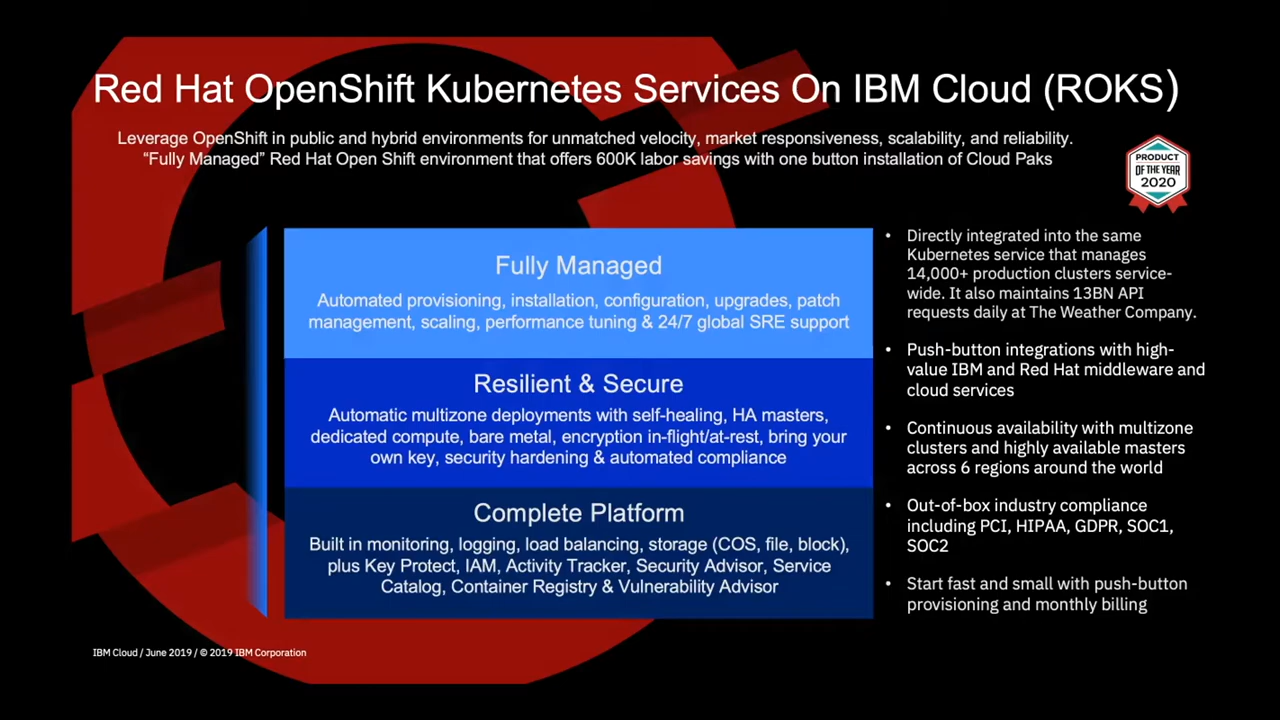 Red Hat OpenShift Kubernetes Services On IBM Cloud (ROKS)
Leverage OpenShift in public and hybrid environments for unmatched velocity, market responsiveness, scalability, and reliability.
“Fully Managed” Red Hat Open Shift environment that offers 600K labor savings with one button installation of Cloud Paks
PRODUCT
OF THE YEAR
2020
Fully Managed
Automated provisioning, installation, configuration, upgrades, patch
management, scaling, performance tuning & 24/7 global SRE support
Resilient & Secure
Automatic multizone deployments with self-healing, HA masters,
dedicated compute, bare metal, encryption in-flight/at-rest, bring your
own key, security hardening & automated compliance
Complete Platform
Built in monitoring, logging, load balancing, storage (COS, file, block),
plus Key Protect, IAM, Activity Tracker, Security Advisor, Service
Catalog, Container Registry & Vulnerability Advisor
• Directly integrated into the same
Kubernetes service that manages
14,000+ production clusters service-
wide. It also maintains 13BN API
requests daily at The Weather Company.
• Push-button integrations with high-
value IBM and Red Hat middleware and
cloud services
• Continuous availability with multizone
clusters and highly available masters
across 6 regions around the world
• Out-of-box industry compliance
including PCI, HIPAA, GDPR, SOC1,
SOC2
• Start fast and small with push-button
provisioning and monthly billing
IBM Cloud / June 2019 / © 2019 IBM Corporation